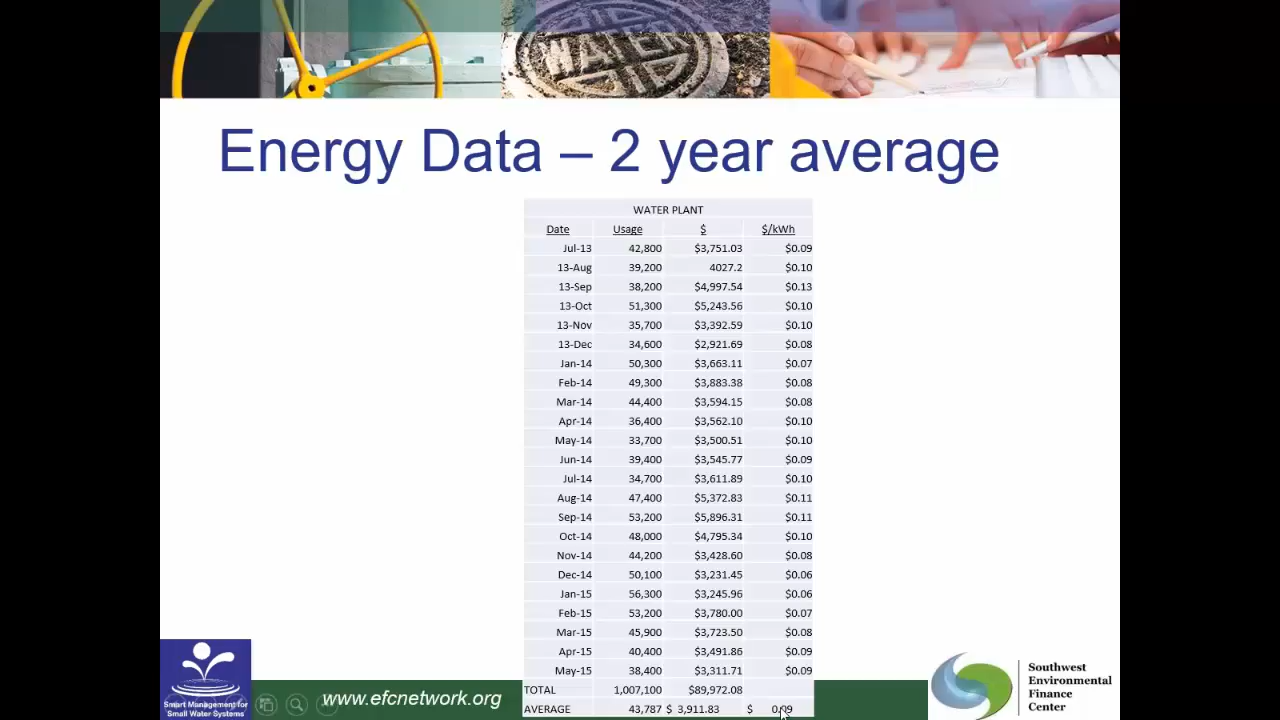 WATER
Energy Data – 2 year average
WATER PLANT
Date Usage $ $/kWh
Jul-13 42,800 $3,751.03 $0.09
13-Aug 39,200 4027.2 $0.10
13-Sep 38,200 $4,997.54 $0.13
13-Oct 51,300 $5,243.56 $0.10
13-Nov 35,700 $3,392.59 $0.10
13-Dec 34,600 $2,921.69 $0.08
Jan-14 50,300 $3,663.11 $0.07
Feb-14 49,300 $3,883.38 $0.08
Mar-14 44,400 $3,594.15 $0.08
Apr-14 36,400 $3,562.10 $0.10
May-14 33,700 $3,500.51 $0.10
Jun-14 39,400 $3,545.77 $0.09
Jul-14 34,700 $3,611.89 $0.10
Aug-14 47,400 $5,372.83 $0.11
Sep-14 53,200 $5,896.31 $0.11
Oct-14 48,000 $4,795.34 $0.10
Nov-14 44,200 $3,428.60 $0.08
Dec-14 50,100 $3,231.45 $0.06
Jan-15 56,300 $3,245.96 $0.06
Feb-15 53,200 $3,780.00 $0.07
Mar-15 45,900 $3,723.50 $0.08
Apr-15 40,400 $3,491.86 $0.09
May-15 38,400 $3,311.71 $0.09
TOTAL 1,007,100 $89,972.08
AVERAGE 43,787 $ 3,911.83 $ 0.09
Smart Management for
Small Water Systems
www.efcnetwork.org
Southwest
Environmental
Finance
Center